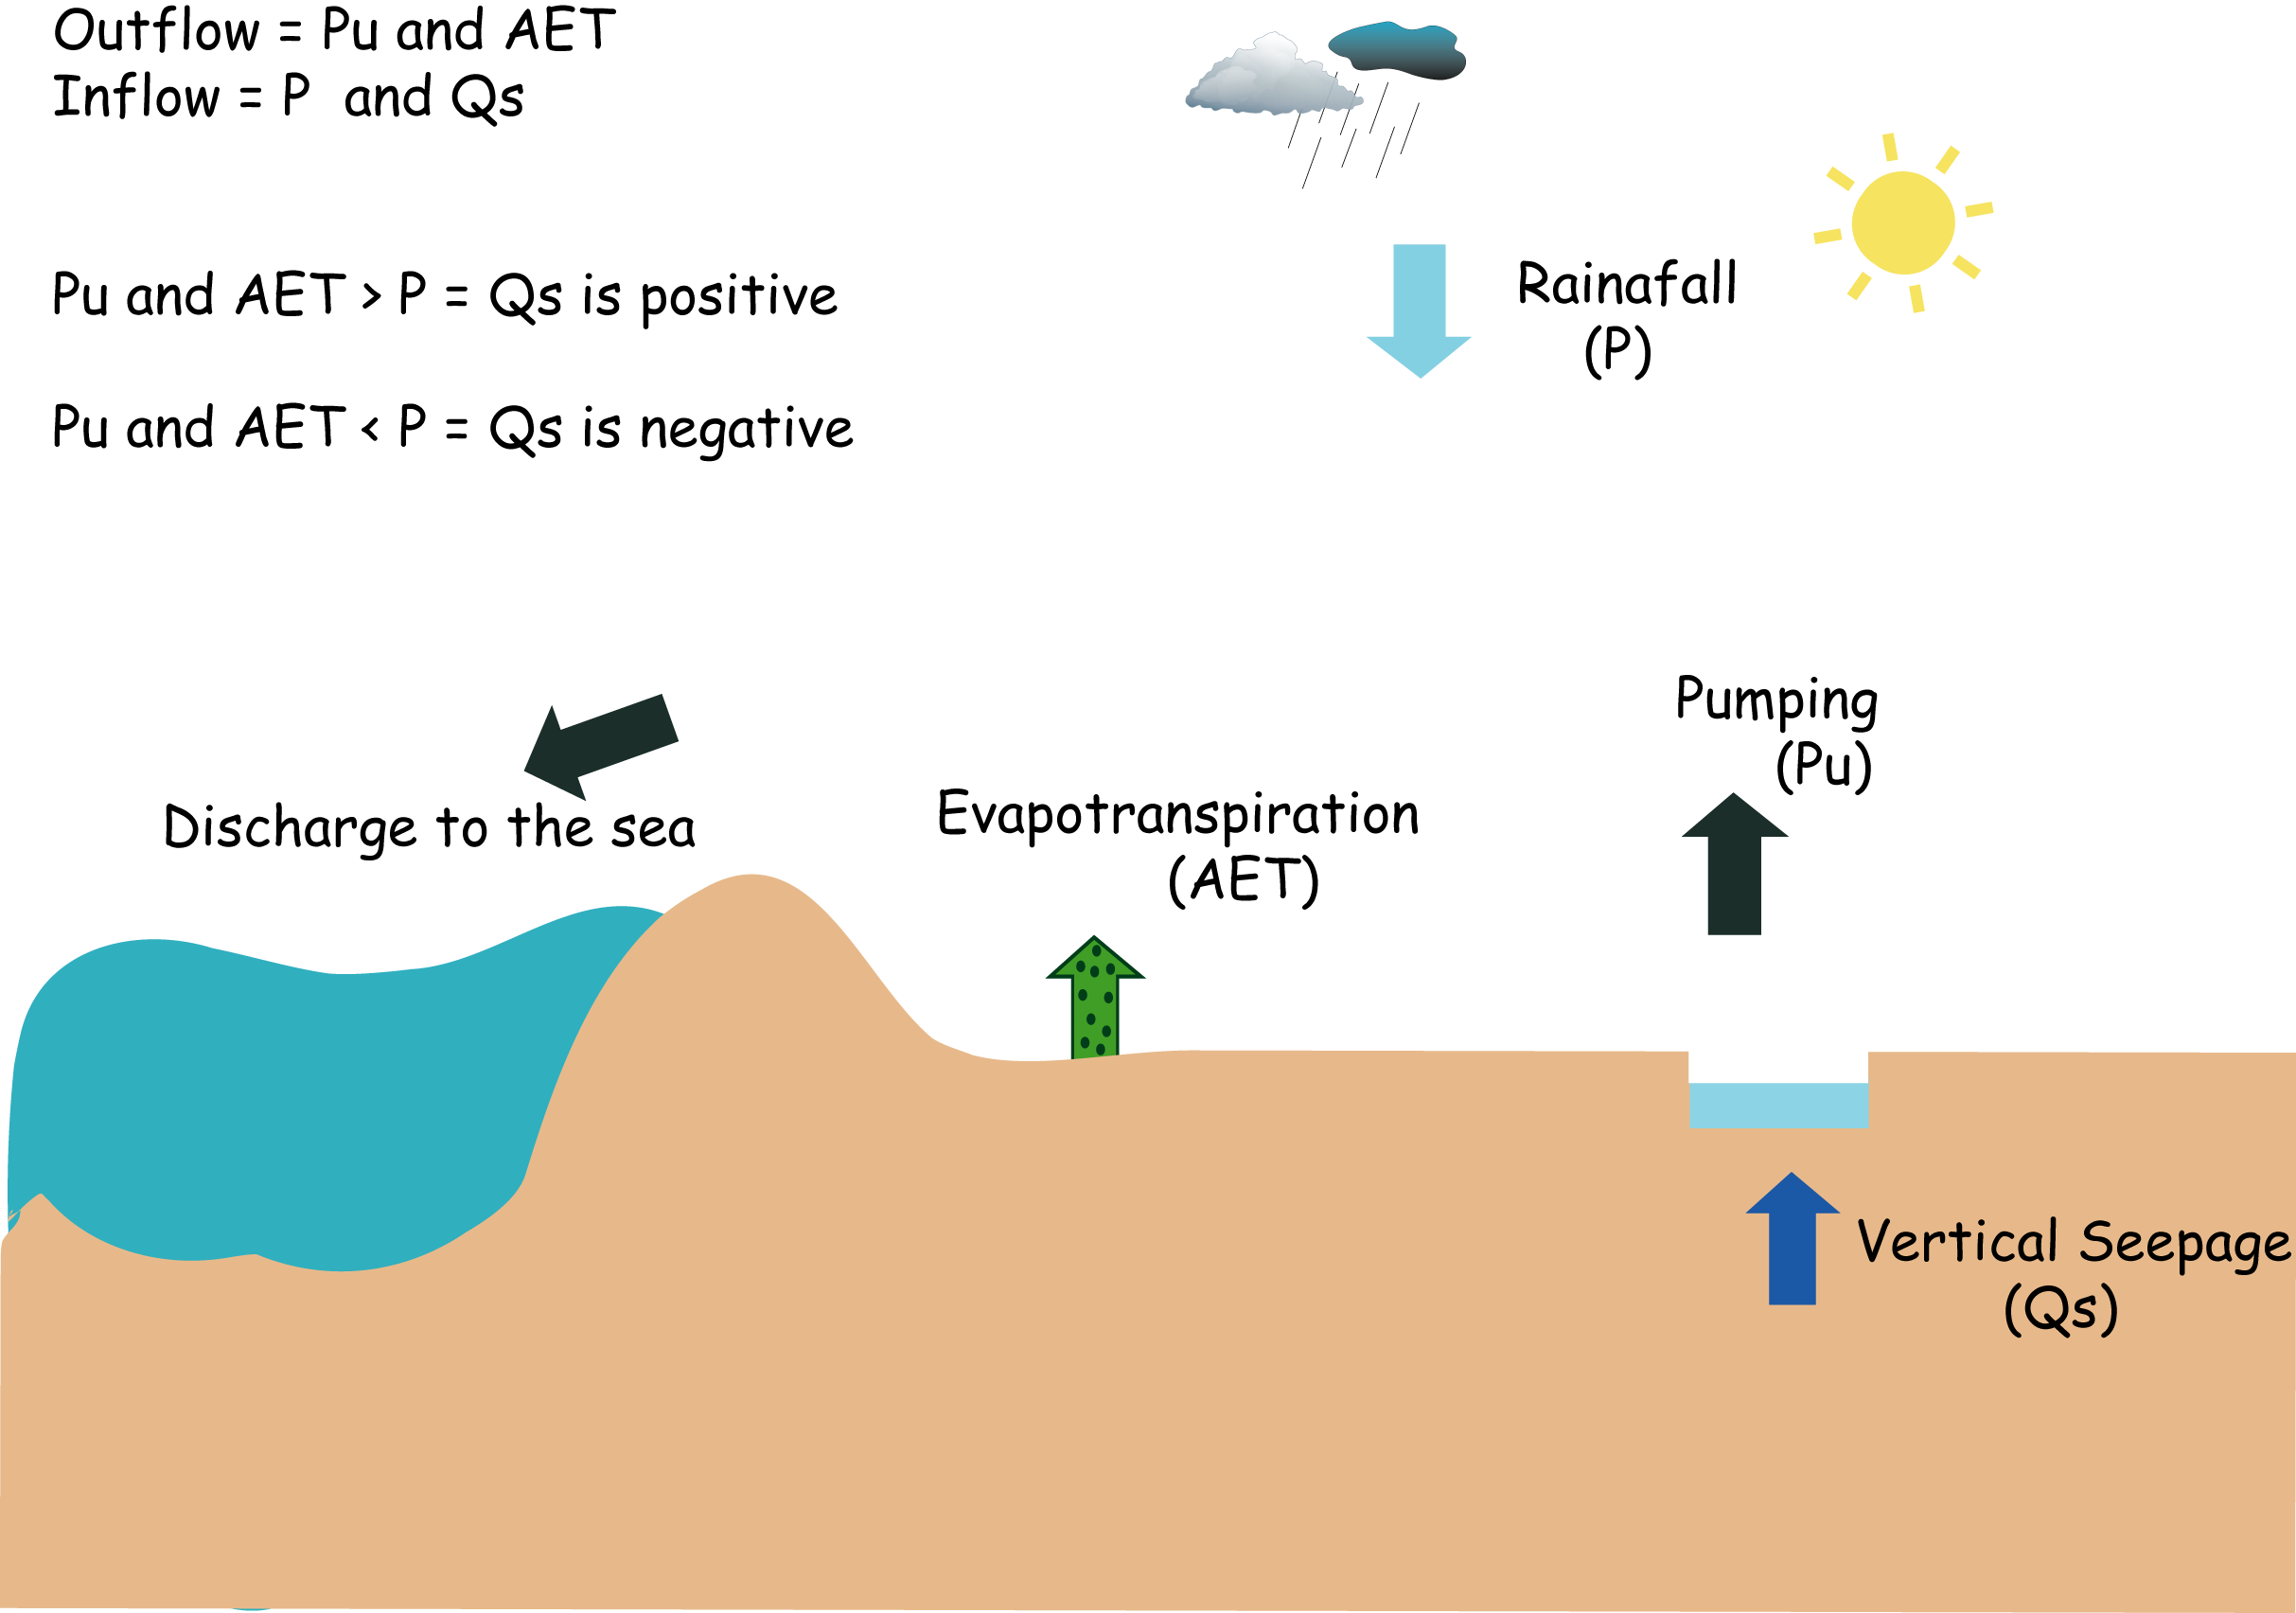 Outflow = Pu and AET
Inflow = P and Qs
Pu and AET > P = Qs is positive
Pu and AET < P = Qs is negative
Rainafall
(P)
Pumping
(Pu)
Discharge to the sea
Evapotranspiration
(AET)
Vertical Seepage
(Qs)